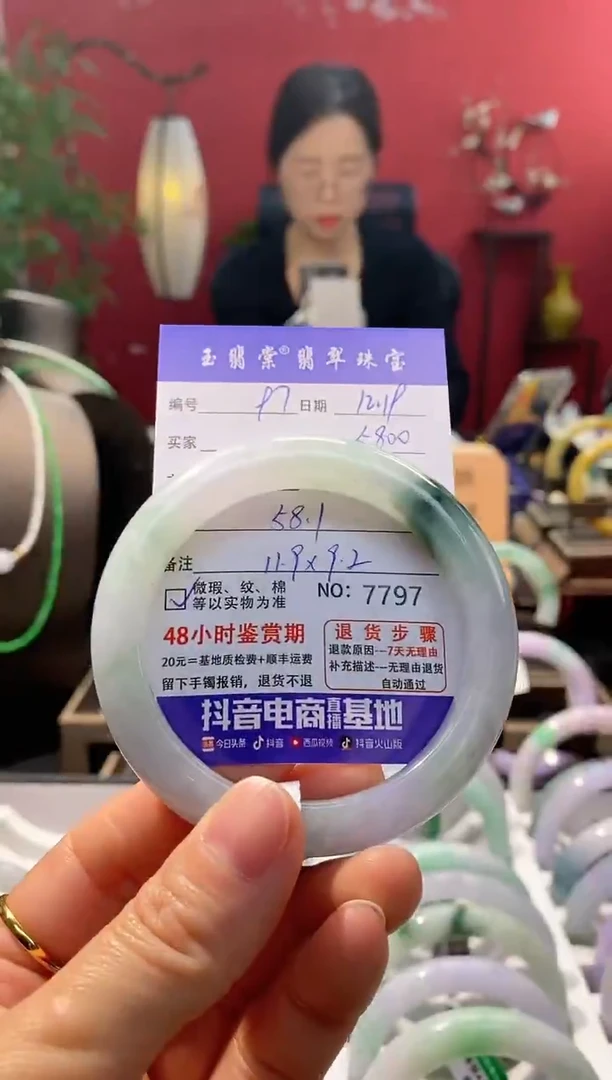 玉翡棠®翡翠珠宝
编号 97 日期 12.19
买家 5800
58.1
备注 11.9×9.2
微瑕、纹、棉 NO: 7797
等以实物为准
48小时鉴赏期
20元=基地质检费+顺丰运费
留下手镯报销，退货不退
退货步骤
退款原因---7天无理由
补充描述---无理由退货
自动通过
抖音电商直播基地
今日头条 抖音 西瓜视频 抖音火山版